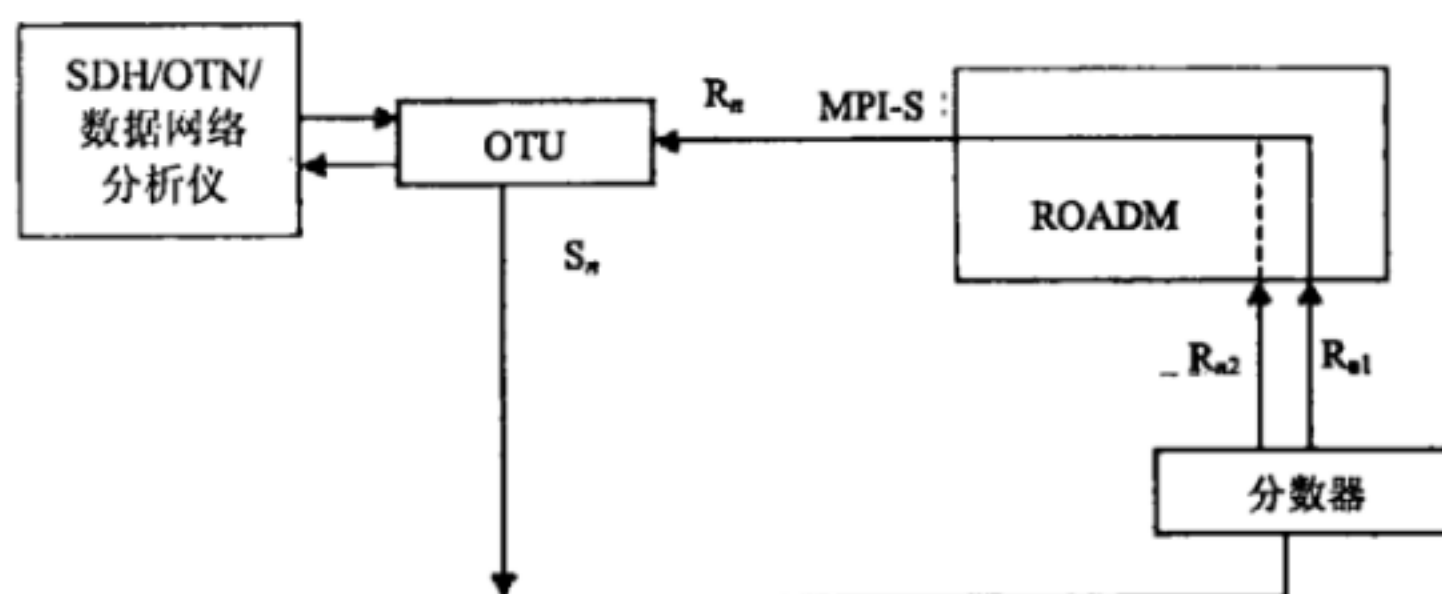 SDH/OTN/
数据网络
分析仪
OTU
Rn
MPI-S
ROADM
Sn
Rn2
Rn1
分数器